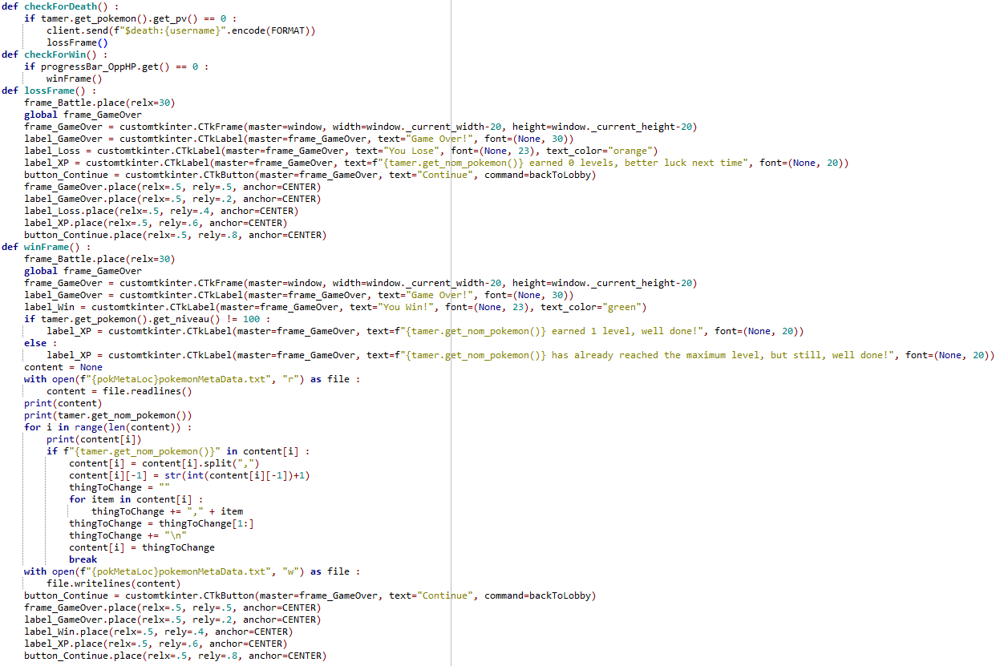 def checkForDeath() :
    if tamer.get_pokemon().get_pv() == 0 :
        client.send(f"$death:{username}".encode(FORMAT))
        lossFrame()
def checkForWin() :
    if progressBar_OppHP.get() == 0 :
        winFrame()
def lossFrame() :
    frame_Battle.place(relx=30)
    global frame_GameOver
    frame_GameOver = customtkinter.CTkFrame(master=window, width=window._current_width-20, height=window._current_height-20)
    label_GameOver = customtkinter.CTkLabel(master=frame_GameOver, text="Game Over!", font=(None, 30))
    label_Loss = customtkinter.CTkLabel(master=frame_GameOver, text="You Lose", font=(None, 23), text_color="orange")
    label_XP = customtkinter.CTkLabel(master=frame_GameOver, text=f"{tamer.get_nom_pokemon()} earned 0 levels, better luck next time", font=(None, 20))
    button_Continue = customtkinter.CTkButton(master=frame_GameOver, text="Continue", command=backToLobby)
    frame_GameOver.place(relx=.5, rely=.5, anchor=CENTER)
    label_GameOver.place(relx=.5, rely=.2, anchor=CENTER)
    label_Loss.place(relx=.5, rely=.4, anchor=CENTER)
    label_XP.place(relx=.5, rely=.6, anchor=CENTER)
    button_Continue.place(relx=.5, rely=.8, anchor=CENTER)
def winFrame() :
    frame_Battle.place(relx=30)
    global frame_GameOver
    frame_GameOver = customtkinter.CTkFrame(master=window, width=window._current_width-20, height=window._current_height-20)
    label_GameOver = customtkinter.CTkLabel(master=frame_GameOver, text="Game Over!", font=(None, 30))
    label_Win = customtkinter.CTkLabel(master=frame_GameOver, text="You Win!", font=(None, 23), text_color="green")
    if tamer.get_pokemon().get_niveau() != 100 :
        label_XP = customtkinter.CTkLabel(master=frame_GameOver, text=f"{tamer.get_nom_pokemon()} earned 1 level, well done!", font=(None, 20))
    else :
        label_XP = customtkinter.CTkLabel(master=frame_GameOver, text=f"{tamer.get_nom_pokemon()} has already reached the maximum level, but still, well done!", font=(None, 20))
    content = None
    with open(f"{pokMetaLoc}pokemonMetaData.txt", "r") as file :
        content = file.readlines()
    print(content)
    print(tamer.get_nom_pokemon())
    for i in range(len(content)) :
        print(content[i])
        if f"{tamer.get_nom_pokemon()}" in content[i] :
            content[i] = content[i].split(",")
            content[i][-1] = str(int(content[i][-1])+1)
            thingToChange = ""
            for item in content[i] :
                thingToChange += "," + item
            thingToChange = thingToChange[1:]
            thingToChange += "\n"
            content[i] = thingToChange
            break
    with open(f"{pokMetaLoc}pokemonMetaData.txt", "w") as file :
        file.writelines(content)
    button_Continue = customtkinter.CTkButton(master=frame_GameOver, text="Continue", command=backToLobby)
    frame_GameOver.place(relx=.5, rely=.5, anchor=CENTER)
    label_GameOver.place(relx=.5, rely=.2, anchor=CENTER)
    label_Win.place(relx=.5, rely=.4, anchor=CENTER)
    label_XP.place(relx=.5, rely=.6, anchor=CENTER)
    button_Continue.place(relx=.5, rely=.8, anchor=CENTER)